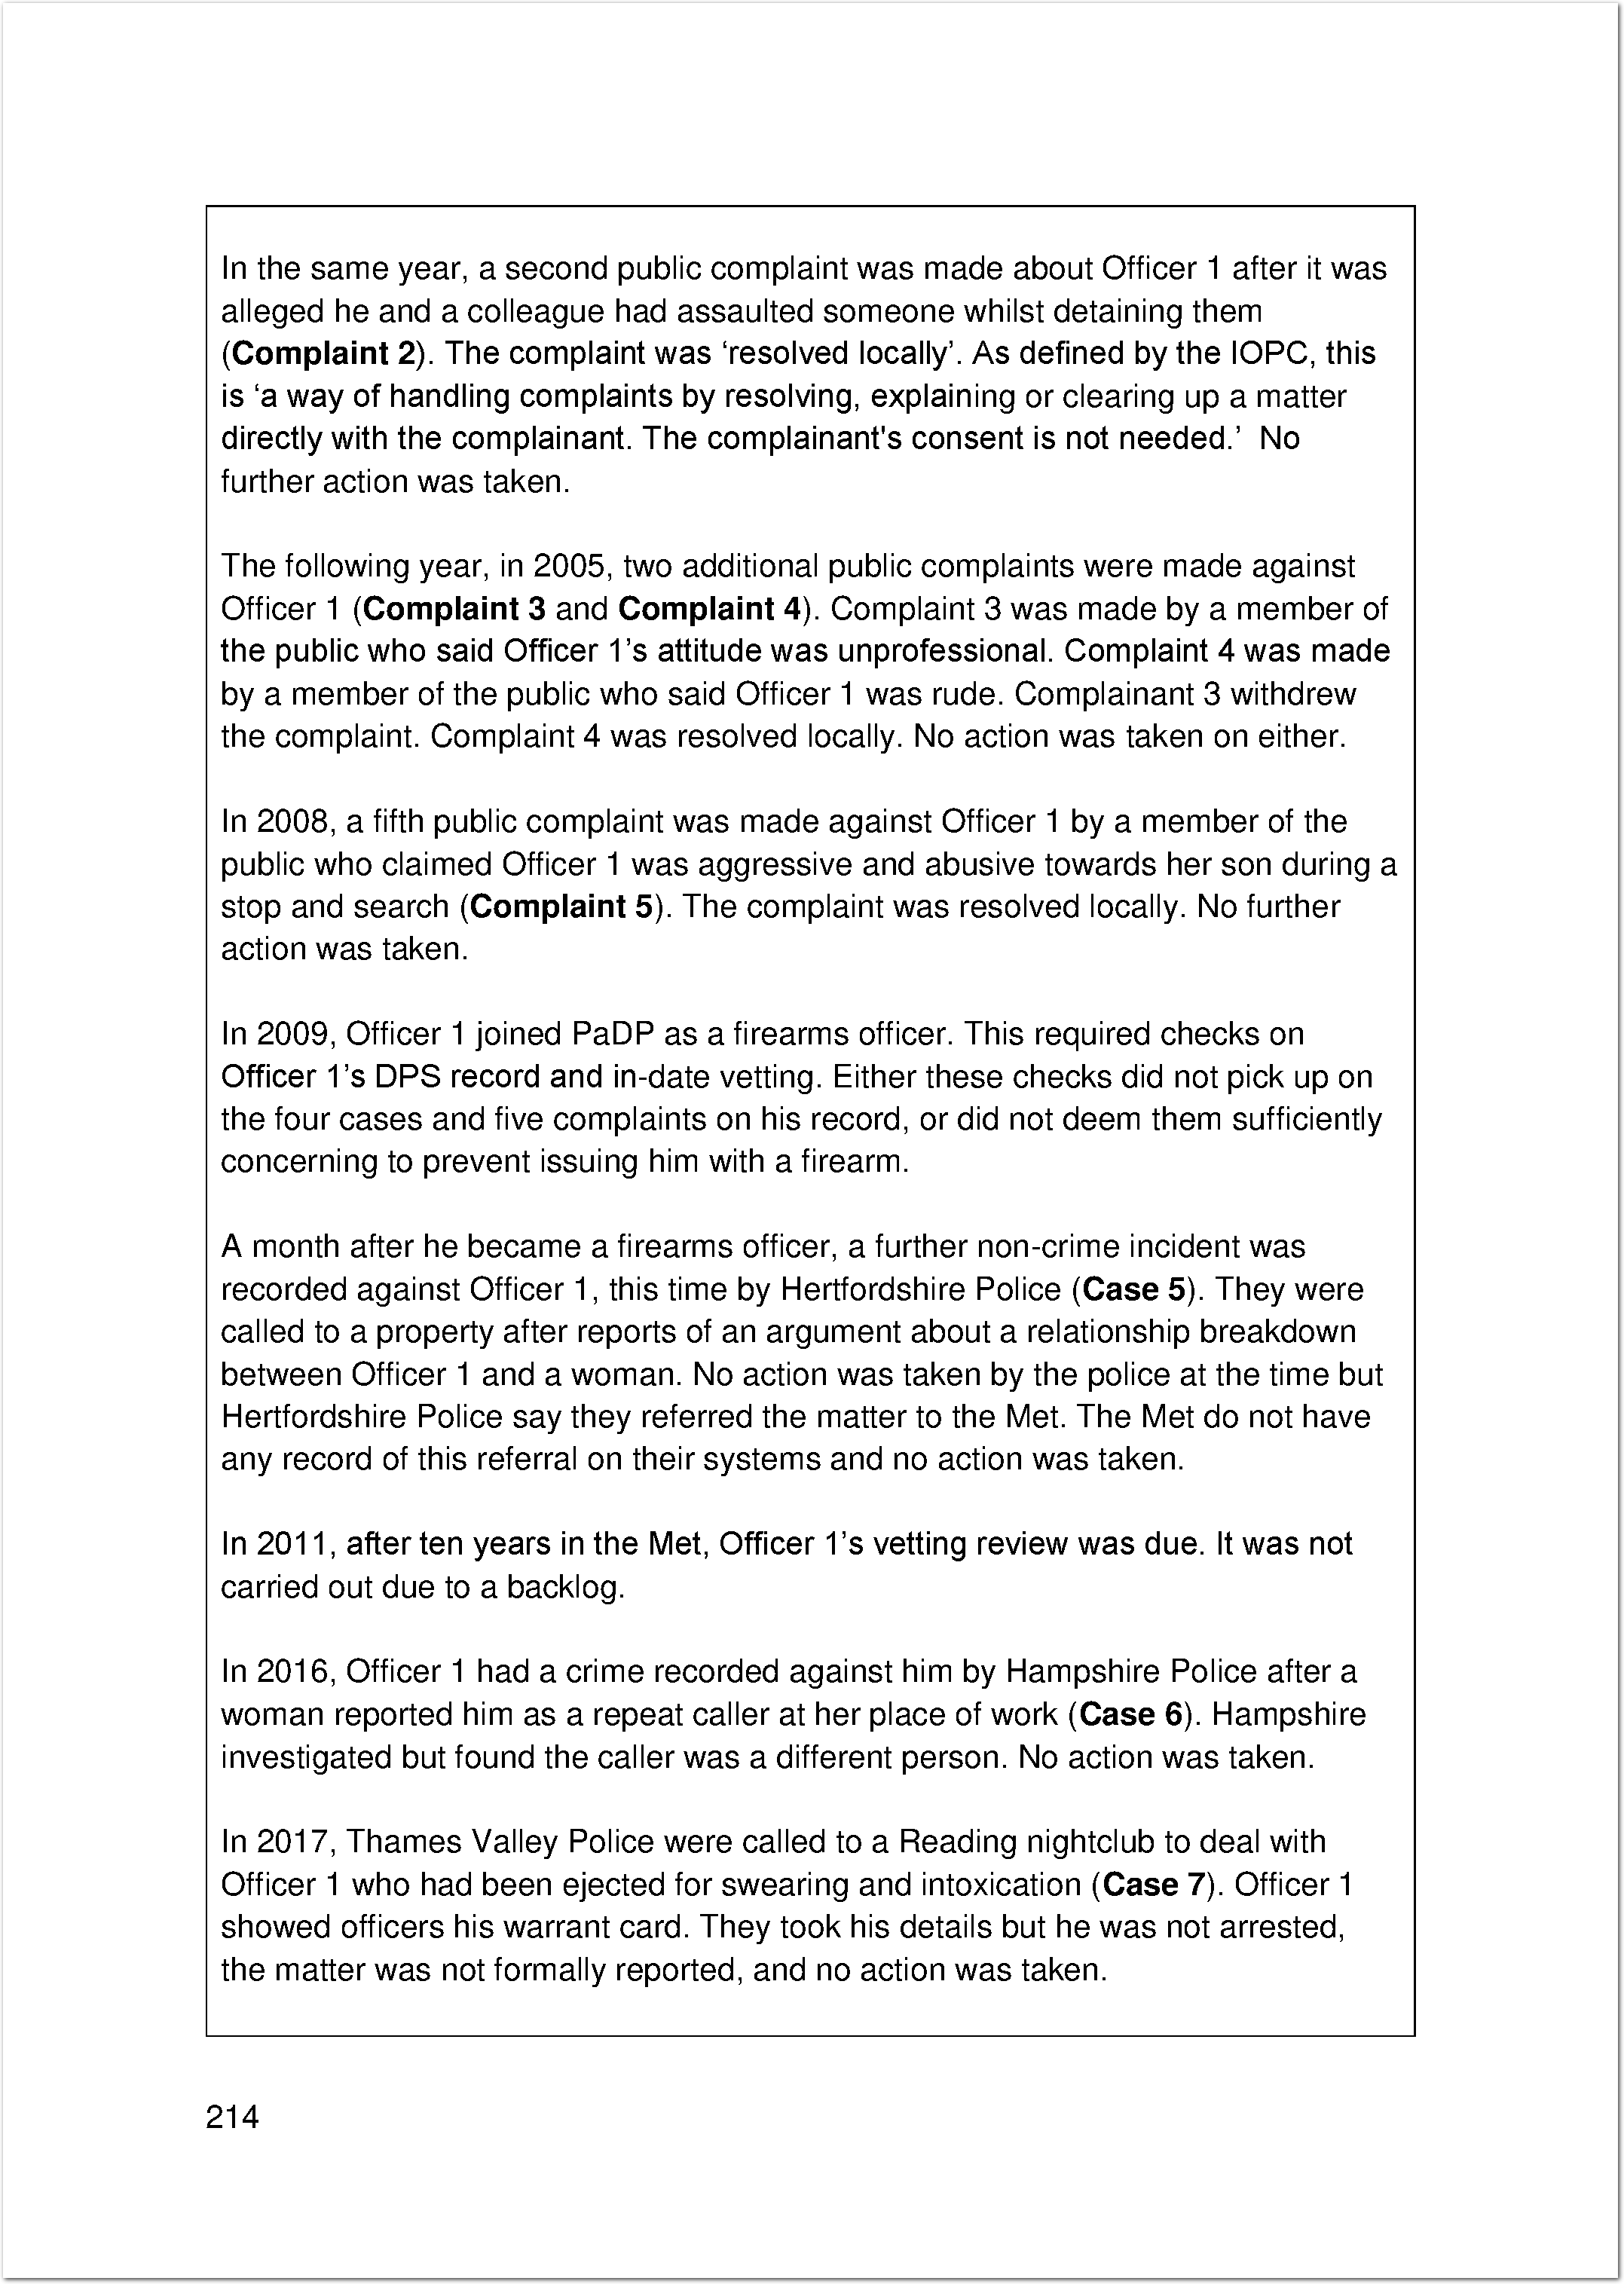 In the same year, a second public complaint was made about Officer 1 after it was
alleged he and a colleague had assaulted someone whilst detaining them
(Complaint 2). The complaint was ‘resolved locally’. As defined by the IOPC, this
is ‘a way of handling complaints by resolving, explaining or clearing up a matter
directly with the complainant. The complainant's consent is not needed.’  No
further action was taken.
The following year, in 2005, two additional public complaints were made against
Officer 1 (Complaint 3 and Complaint 4). Complaint 3 was made by a member of
the public who said Officer 1’s attitude was unprofessional. Complaint 4 was made
by a member of the public who said Officer 1 was rude. Complainant 3 withdrew
the complaint. Complaint 4 was resolved locally. No action was taken on either.
In 2008, a fifth public complaint was made against Officer 1 by a member of the
public who claimed Officer 1 was aggressive and abusive towards her son during a
stop and search (Complaint 5). The complaint was resolved locally. No further
action was taken.
In 2009, Officer 1 joined PaDP as a firearms officer. This required checks on
Officer 1’s DPS record and in-date vetting. Either these checks did not pick up on
the four cases and five complaints on his record, or did not deem them sufficiently
concerning to prevent issuing him with a firearm.
A month after he became a firearms officer, a further non-crime incident was
recorded against Officer 1, this time by Hertfordshire Police (Case 5). They were
called to a property after reports of an argument about a relationship breakdown
between Officer 1 and a woman. No action was taken by the police at the time but
Hertfordshire Police say they referred the matter to the Met. The Met do not have
any record of this referral on their systems and no action was taken.
In 2011, after ten years in the Met, Officer 1’s vetting review was due. It was not
carried out due to a backlog.
In 2016, Officer 1 had a crime recorded against him by Hampshire Police after a
woman reported him as a repeat caller at her place of work (Case 6). Hampshire
investigated but found the caller was a different person. No action was taken.
In 2017, Thames Valley Police were called to a Reading nightclub to deal with
Officer 1 who had been ejected for swearing and intoxication (Case 7). Officer 1
showed officers his warrant card. They took his details but he was not arrested,
the matter was not formally reported, and no action was taken.
214